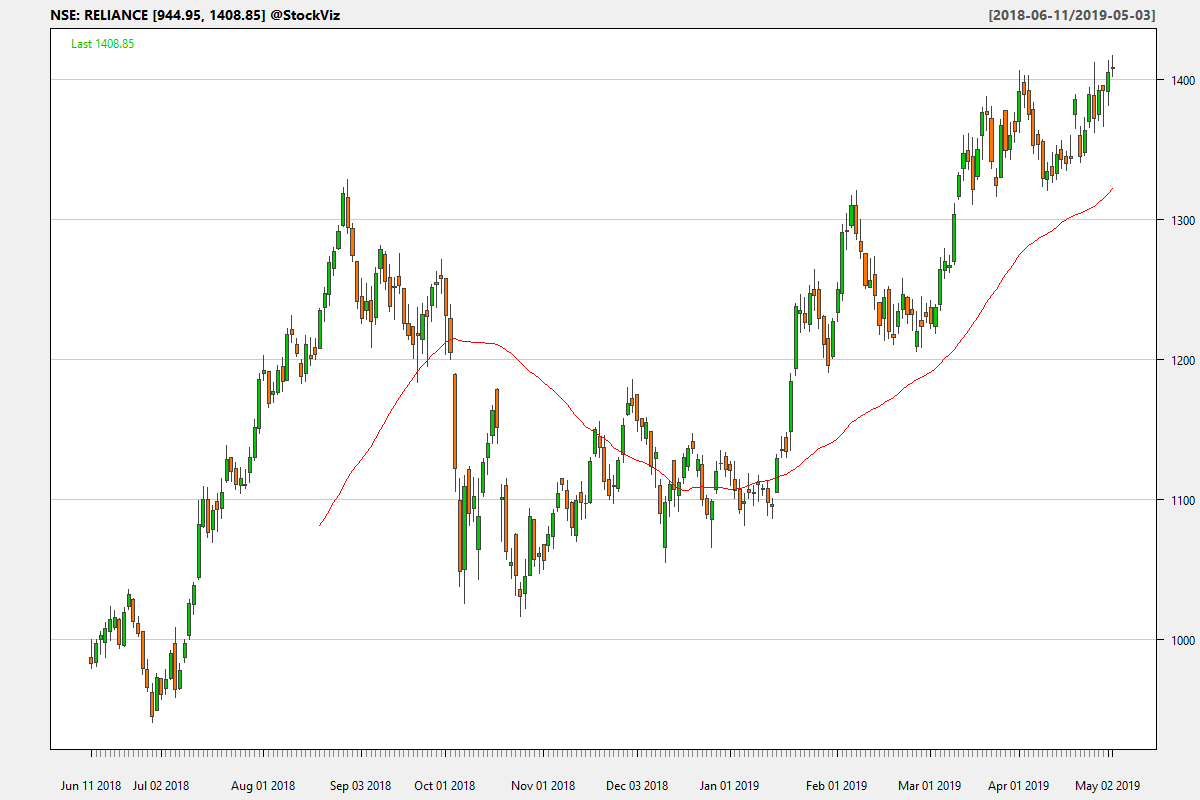 NSE: RELIANCE [944.95, 1408.85] @StockViz
[2018-06-11/2019-05-03]
Last 1408.85
1400
1300
1200
1100
1000
Jun 11 2018 Jul 02 2018 Aug 01 2018 Sep 03 2018 Oct 01 2018 Nov 01 2018 Dec 03 2018 Jan 01 2019 Feb 01 2019 Mar 01 2019 Apr 01 2019 May 02 2019